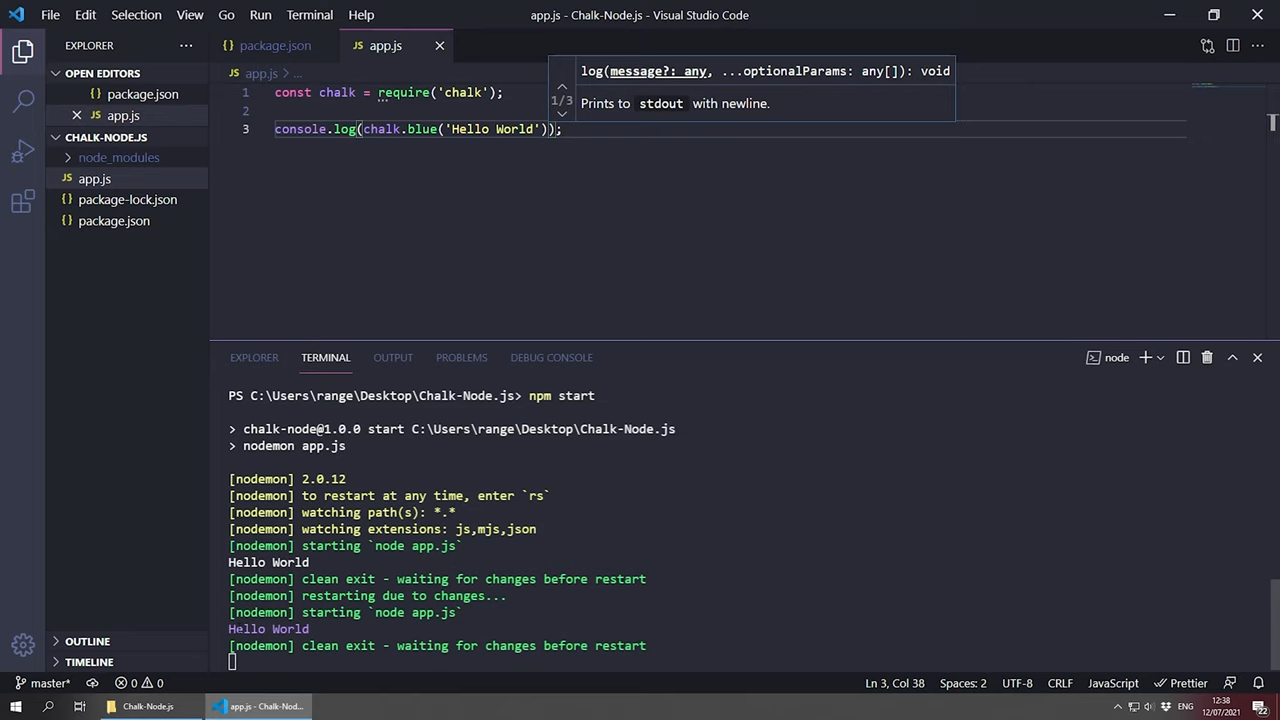 File Edit Selection View Go Run Terminal Help app.js - Chalk-Node.js - Visual Studio Code
EXPLORER ... {} package.json JS app.js
OPEN EDITORS
{} package.json
JS app.js
CHALK-NODE.JS
node_modules
JS app.js
{} package-lock.json
{} package.json
OUTLINE
TIMELINE
JS app.js > ...
1 const chalk = require('chalk');
2
3 console.log(chalk.blue('Hello World'));
log(message?: any, ...optionalParams: any[]): void
1/3
Prints to stdout with newline.
EXPLORER TERMINAL OUTPUT PROBLEMS DEBUG CONSOLE node
PS C:\Users\range\Desktop\Chalk-Node.js> npm start
> chalk-node@1.0.0 start C:\Users\range\Desktop\Chalk-Node.js
> nodemon app.js
[nodemon] 2.0.12
[nodemon] to restart at any time, enter `rs`
[nodemon] watching path(s): *.*
[nodemon] watching extensions: js,mjs,json
[nodemon] starting `node app.js`
Hello World
[nodemon] clean exit - waiting for changes before restart
[nodemon] restarting due to changes...
[nodemon] starting `node app.js`
Hello World
[nodemon] clean exit - waiting for changes before restart
master* 0 0 Ln 3, Col 38 Spaces: 2 UTF-8 CRLF JavaScript Prettier
Chalk-Node.js app.js - Chalk-Nod... ENG 12:38
12/07/2021 22